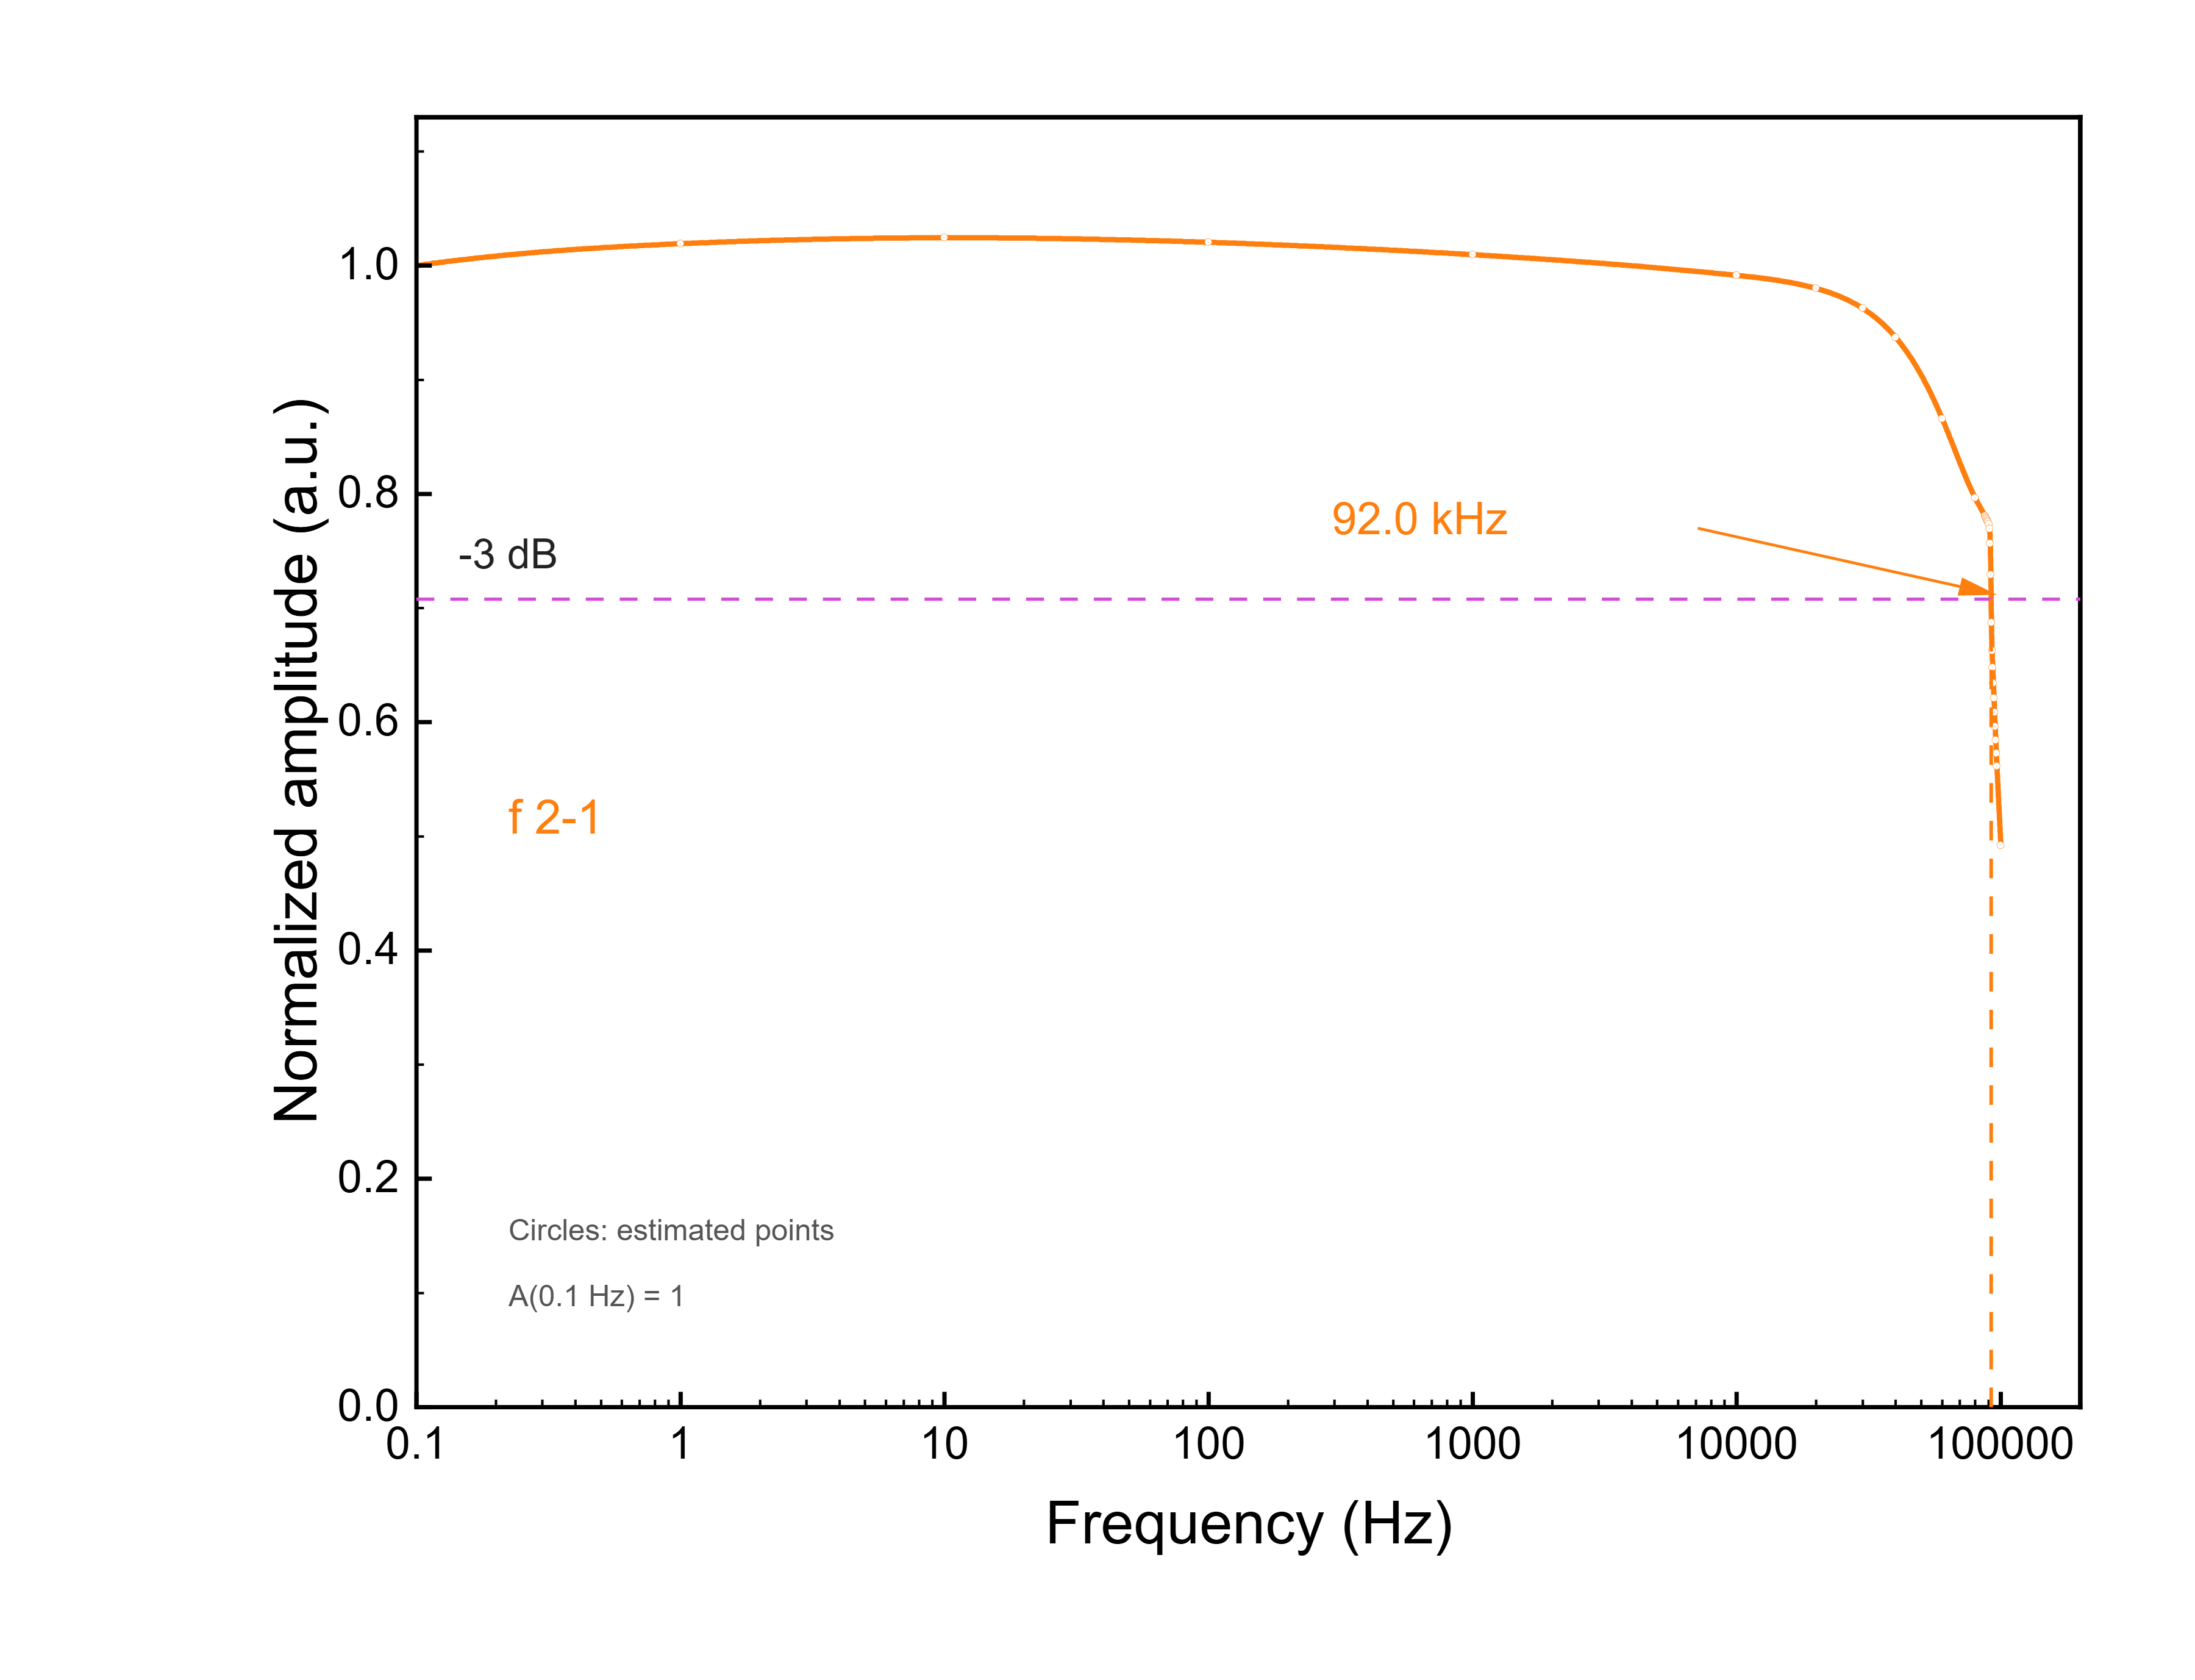 Normalized amplitude (a.u.)
1.0
0.8
0.6
0.4
0.2
0.0
-3 dB
92.0 kHz
f 2-1
Circles: estimated points
A(0.1 Hz) = 1
0.1 1 10 100 1000 10000 100000
Frequency (Hz)